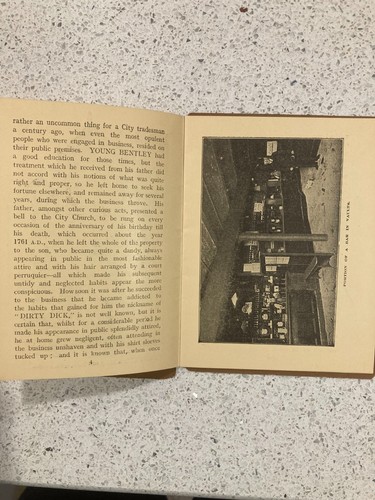 rather an uncommon thing for a City tradesman
a century ago, when even the most opulent
people who were engaged in business, resided on
their public premises. YOUNG BENTLEY had
a good education for those times, but the
treatment which he received from his father did
not accord with his notions of what was quite
right and proper, so he left home to seek his
fortune elsewhere, and remained away for several
years, during which the business throve. His
father, amongst other curious acts, presented a
bell to the City Church, to be rung on every
occasion of the anniversary of his birthday till
his death, which occurred about the year
1761 A.D., when he left the whole of the property
to the son, who became quite a dandy, always
appearing in public in the most fashionable
attire and with his hair arranged by a court
perruquier—all which made his subsequent
untidy and neglected habits appear the more
conspicuous. How soon it was after he succeeded
to the business that he became addicted to
the habits that gained for him the nickname of
"DIRTY DICK," is not well known, but it is
certain that, whilst for a considerable period he
made his appearance in public splendidly attired,
he at home grew negligent, often attending in
the business unshaven and with his shirt sleeves
tucked up; and it is known that, when once
4
PORTION OF A BAR IN VAULTS.